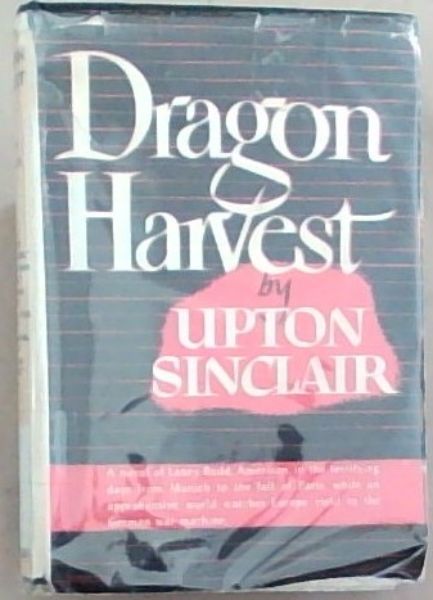 Dragon
Harvest
by
UPTON
SINCLAIR
A novel of Lanny Budd, American, in the terrifying
days from Munich to the fall of Paris, while an
apprehensive world watches Europe yield to the
German war machine.